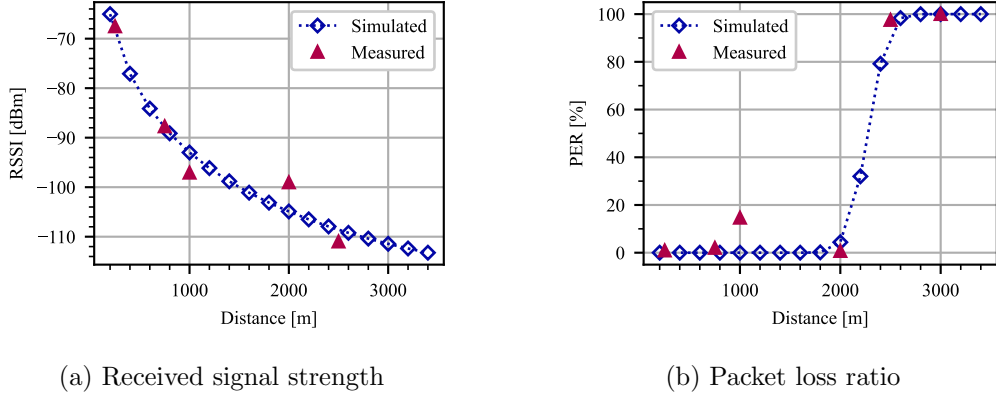 Simulated
Measured
−70
−80
−90
−100
−110
RSSI [dBm]
1000 2000 3000
Distance [m]
(a) Received signal strength
Simulated
Measured
100
80
60
40
20
0
PER [%]
1000 2000 3000
Distance [m]
(b) Packet loss ratio